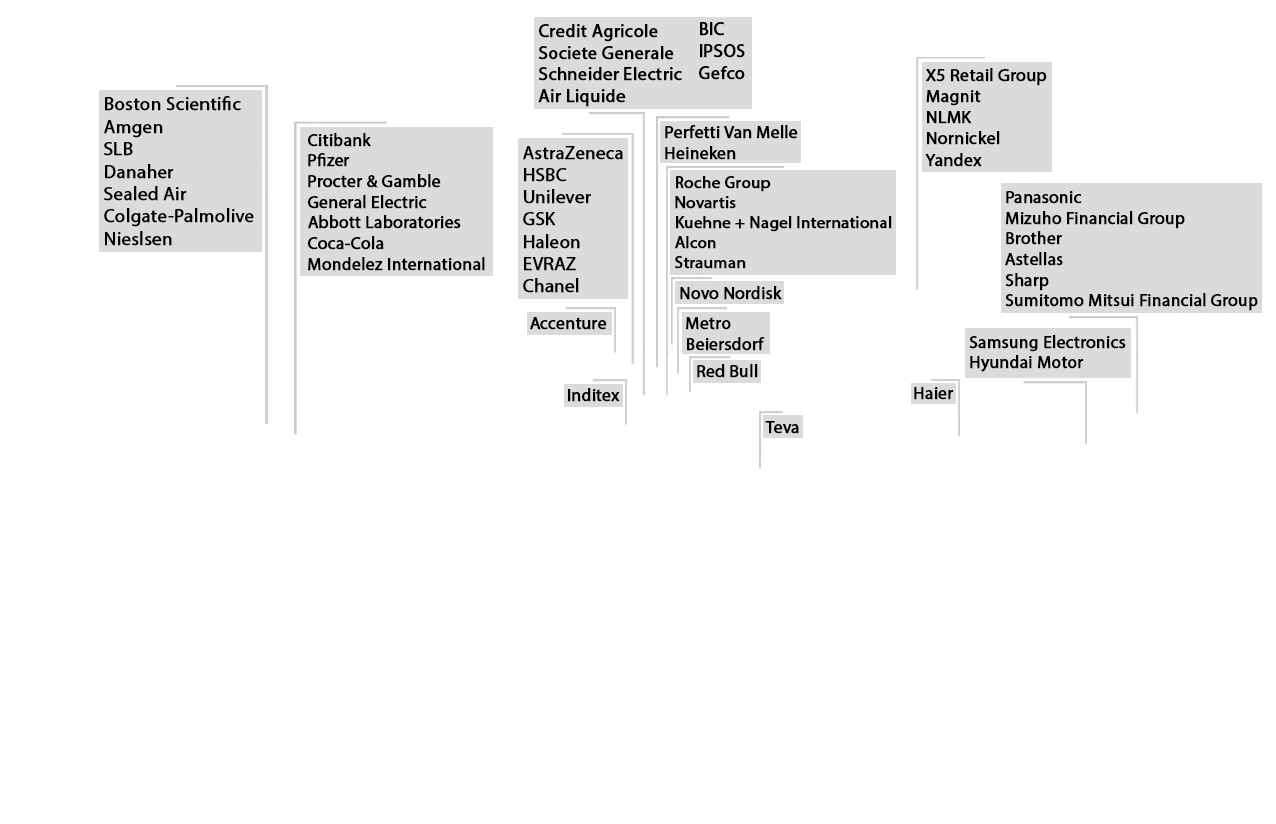 Credit Agricole
Societe Generale
Schneider Electric
Air Liquide
BIC
IPSOS
Gefco
Boston Scientific
Amgen
SLB
Danaher
Sealed Air
Colgate-Palmolive
Nieslsen
Citibank
Pfizer
Procter & Gamble
General Electric
Abbott Laboratories
Coca-Cola
Mondelez International
AstraZeneca
HSBC
Unilever
GSK
Haleon
EVRAZ
Chanel
Accenture
Inditex
Perfetti Van Melle
Heineken
Roche Group
Novartis
Kuehne + Nagel International
Alcon
Strauman
Novo Nordisk
Metro
Beiersdorf
Red Bull
Teva
X5 Retail Group
Magnit
NLMK
Nornickel
Yandex
Panasonic
Mizuho Financial Group
Brother
Astellas
Sharp
Sumitomo Mitsui Financial Group
Samsung Electronics
Hyundai Motor
Haier